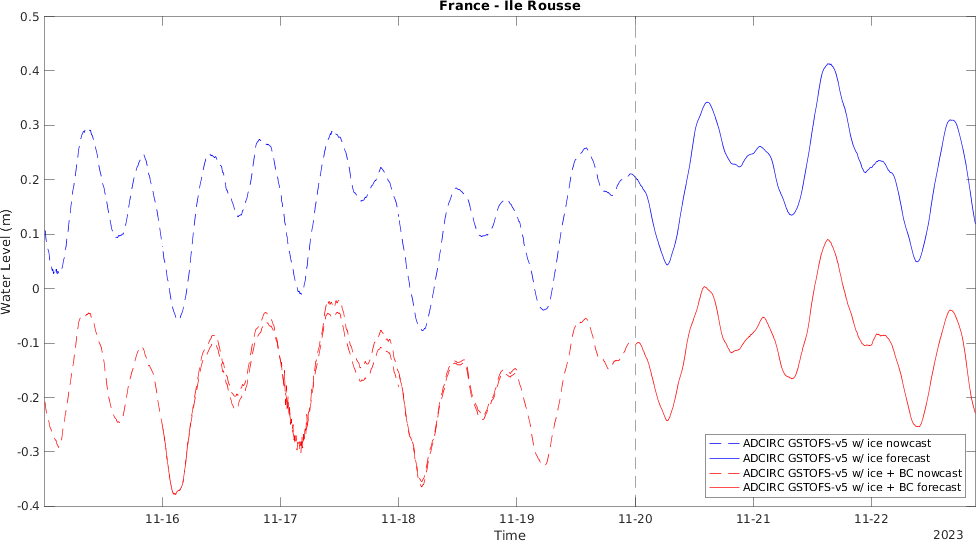 France - Ile Rousse
0.5
0.4
0.3
0.2
0.1
0
-0.1
-0.2
-0.3
-0.4
Water Level (m)
11-16
11-17
11-18
11-19
11-20
11-21
11-22
Time
2023
ADCIRC GSTOFS-v5 w/ ice nowcast
ADCIRC GSTOFS-v5 w/ ice forecast
ADCIRC GSTOFS-v5 w/ ice + BC nowcast
ADCIRC GSTOFS-v5 w/ ice + BC forecast